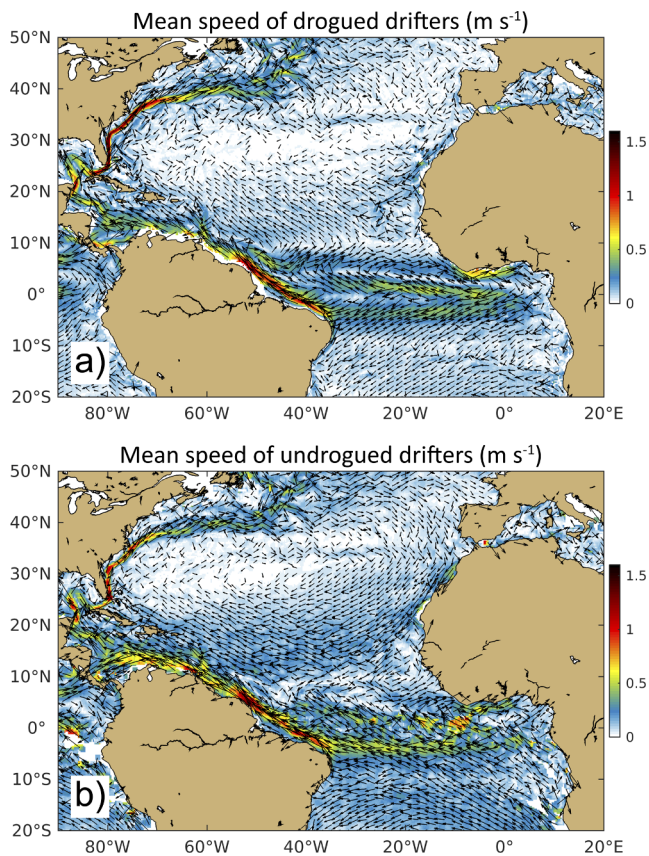 Mean speed of drogued drifters (m s⁻¹)
50°N
40°N
30°N
20°N
10°N
0°
10°S
20°S
a)
80°W 60°W 40°W 20°W 0° 20°E
1.5
1
0.5
0
Mean speed of undrogued drifters (m s⁻¹)
50°N
40°N
30°N
20°N
10°N
0°
10°S
20°S
b)
80°W 60°W 40°W 20°W 0° 20°E
1.5
1
0.5
0